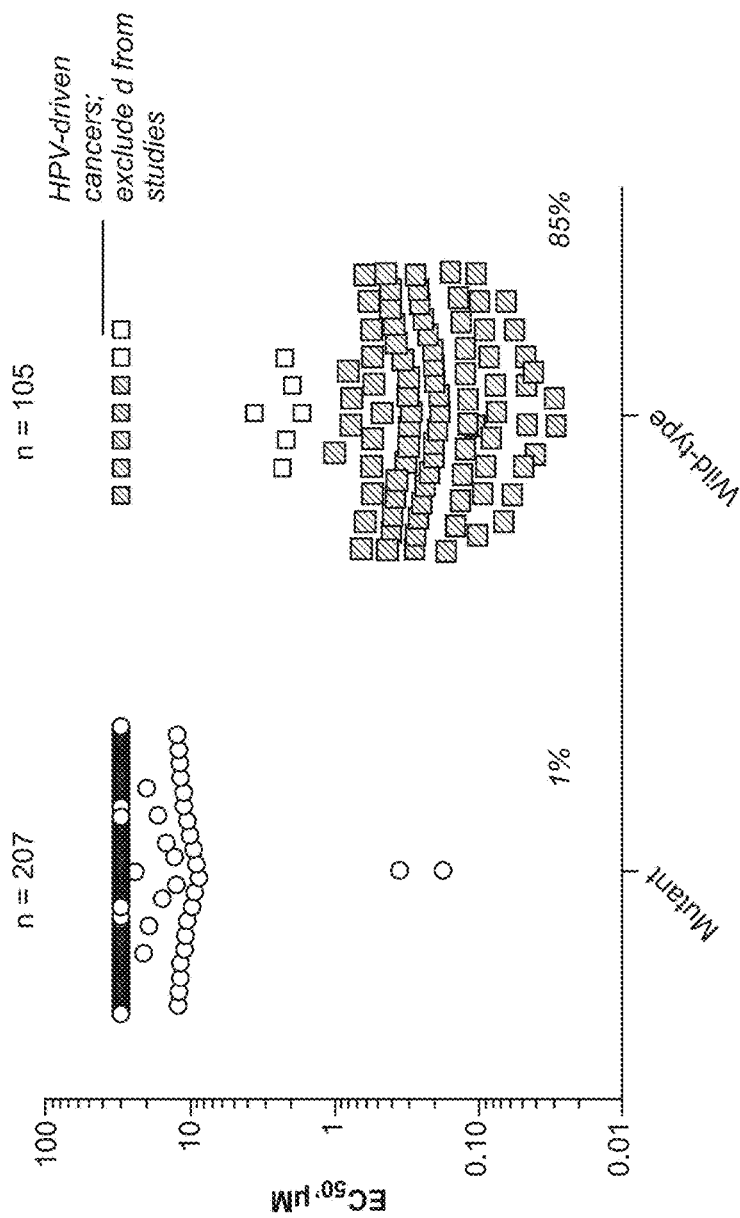 n = 207
n = 105
HPV-driven
cancers;
exclude d from
studies
100
10
1
0.10
0.01
EC50, µM
1%
85%
Mutant
Wild-type